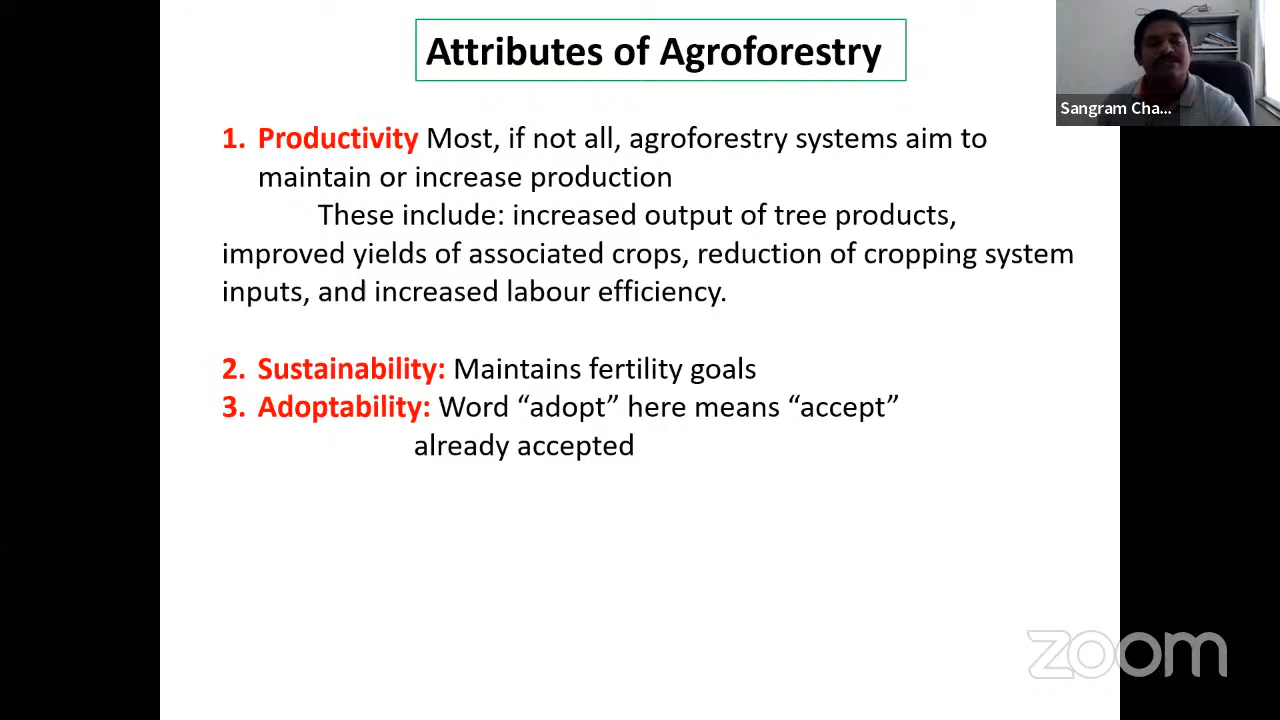 Attributes of Agroforestry
Sangram Cha...
1. Productivity Most, if not all, agroforestry systems aim to
maintain or increase production
These include: increased output of tree products,
improved yields of associated crops, reduction of cropping system
inputs, and increased labour efficiency.
2. Sustainability: Maintains fertility goals
3. Adoptability: Word “adopt” here means “accept”
already accepted
zoom